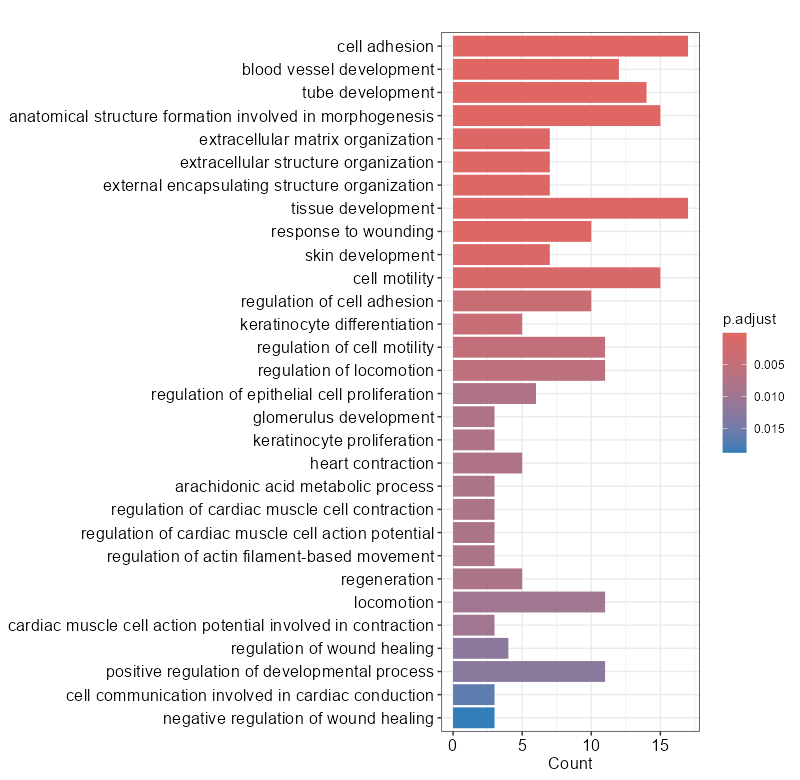 cell adhesion
blood vessel development
tube development
anatomical structure formation involved in morphogenesis
extracellular matrix organization
extracellular structure organization
external encapsulating structure organization
tissue development
response to wounding
skin development
cell motility
regulation of cell adhesion
keratinocyte differentiation
regulation of cell motility
regulation of locomotion
regulation of epithelial cell proliferation
glomerulus development
keratinocyte proliferation
heart contraction
arachidonic acid metabolic process
regulation of cardiac muscle cell contraction
regulation of cardiac muscle cell action potential
regulation of actin filament-based movement
regeneration
locomotion
cardiac muscle cell action potential involved in contraction
regulation of wound healing
positive regulation of developmental process
cell communication involved in cardiac conduction
negative regulation of wound healing
0 5 10 15
Count
p.adjust
0.005
0.010
0.015